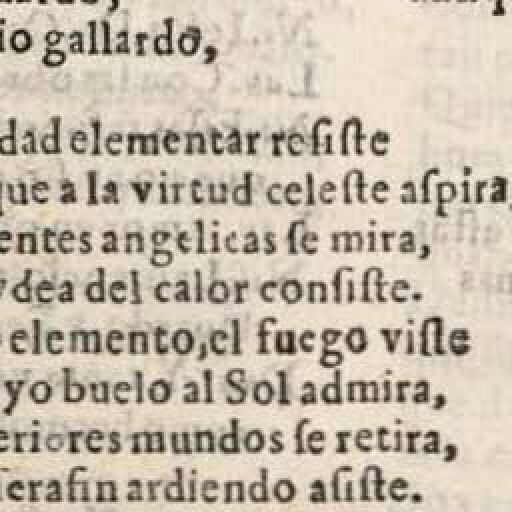 io gallardo,
dad elementar resiste
que a la virtud celeste aspira,
entes angelicas se mira,
ydea del calor consiste.
elemento, el fuego viste
yo buelo al Sol admira,
eriores mundos se retira,
serafin ardiendo asiste.